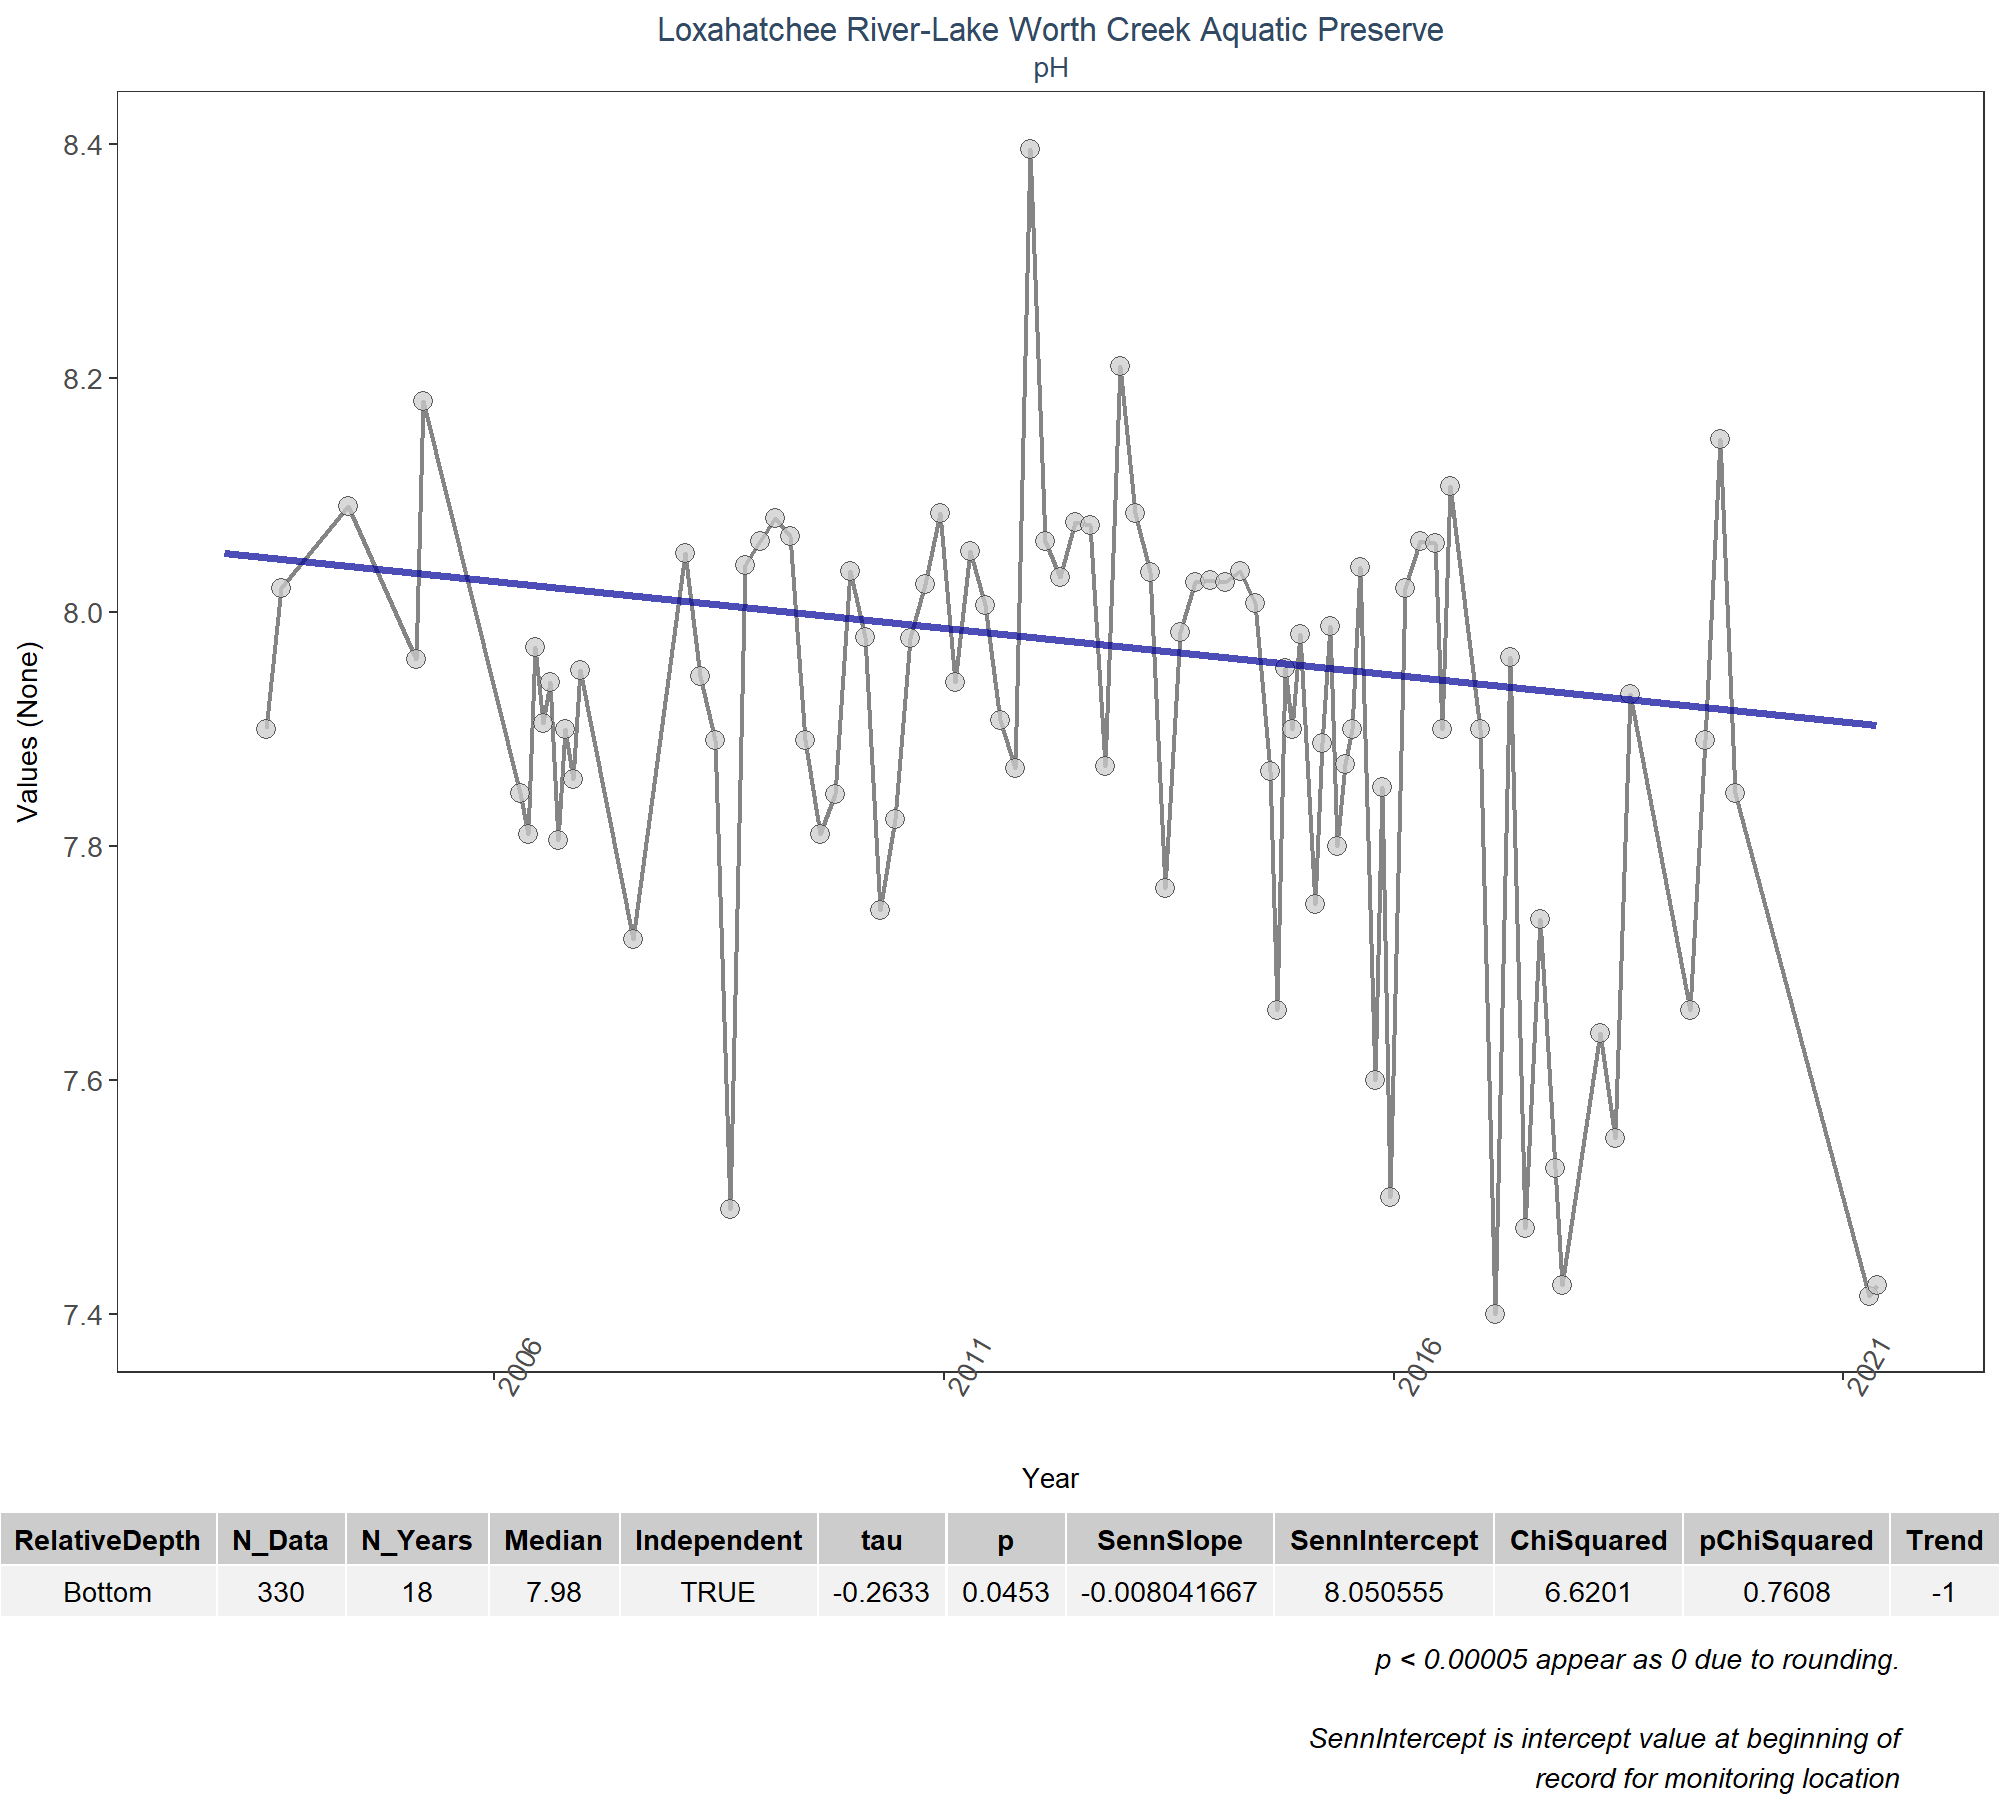 Loxahatchee River-Lake Worth Creek Aquatic Preserve
pH
8.4
8.2
8.0
7.8
7.6
7.4
Values (None)
2006 2011 2016 2021
Year
RelativeDepth N_Data N_Years Median Independent tau p SennSlope SennIntercept ChiSquared pChiSquared Trend
Bottom 330 18 7.98 TRUE -0.2633 0.0453 -0.008041667 8.050555 6.6201 0.7608 -1
p < 0.00005 appear as 0 due to rounding.
SennIntercept is intercept value at beginning of
record for monitoring location